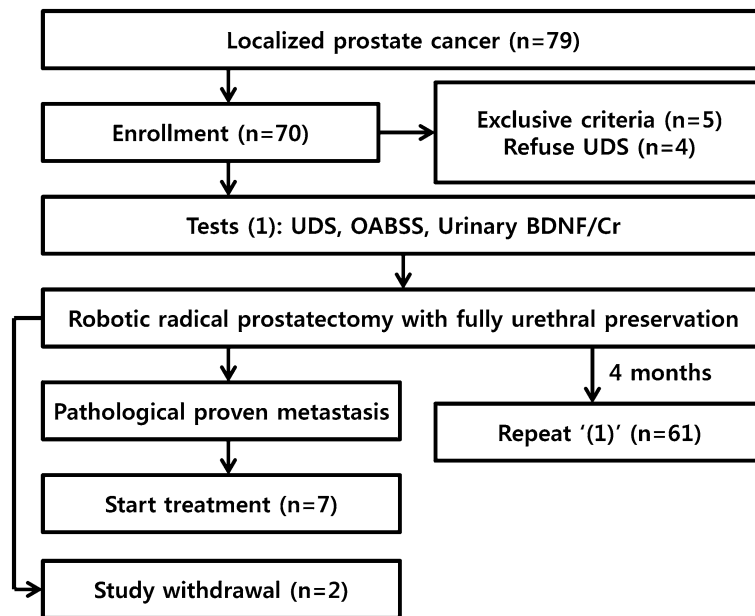 Localized prostate cancer (n=79)
Enrollment (n=70)
Exclusive criteria (n=5)
Refuse UDS (n=4)
Tests (1): UDS, OABSS, Urinary BDNF/Cr
Robotic radical prostatectomy with fully urethral preservation
4 months
Pathological proven metastasis
Repeat ‘(1)’ (n=61)
Start treatment (n=7)
Study withdrawal (n=2)